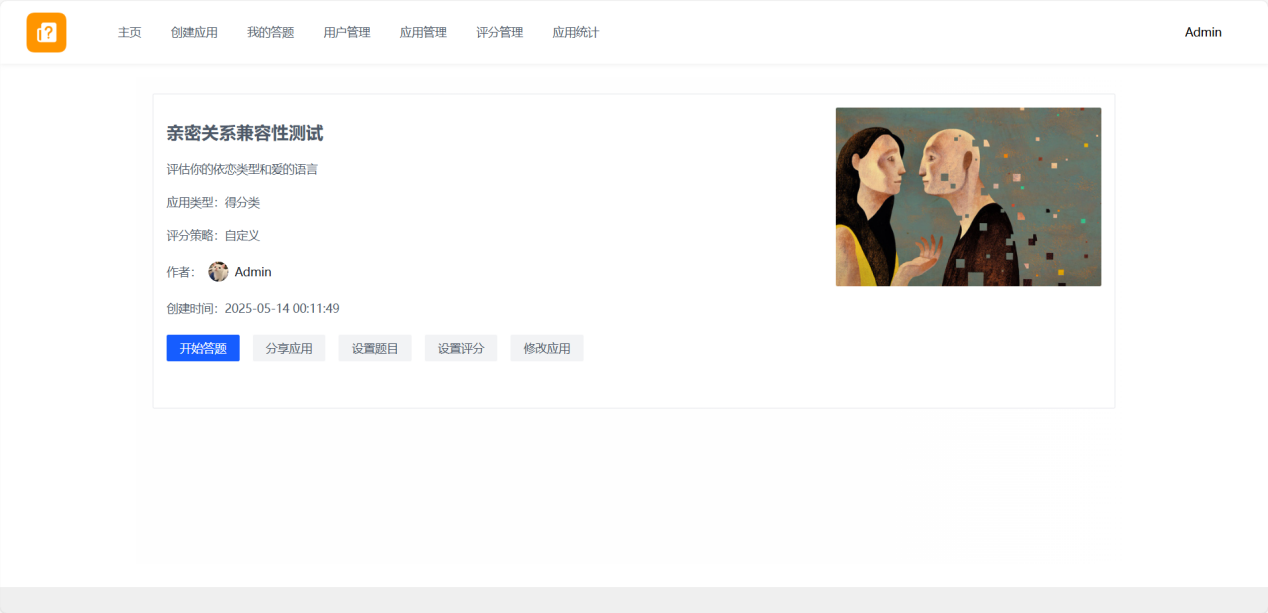 主页 创建应用 我的答题 用户管理 应用管理 评分管理 应用统计 Admin
亲密关系兼容性测试
评估你的依恋类型和爱的语言
应用类型：得分类
评分策略：自定义
作者： Admin
创建时间：2025-05-14 00:11:49
开始答题 分享应用 设置题目 设置评分 修改应用